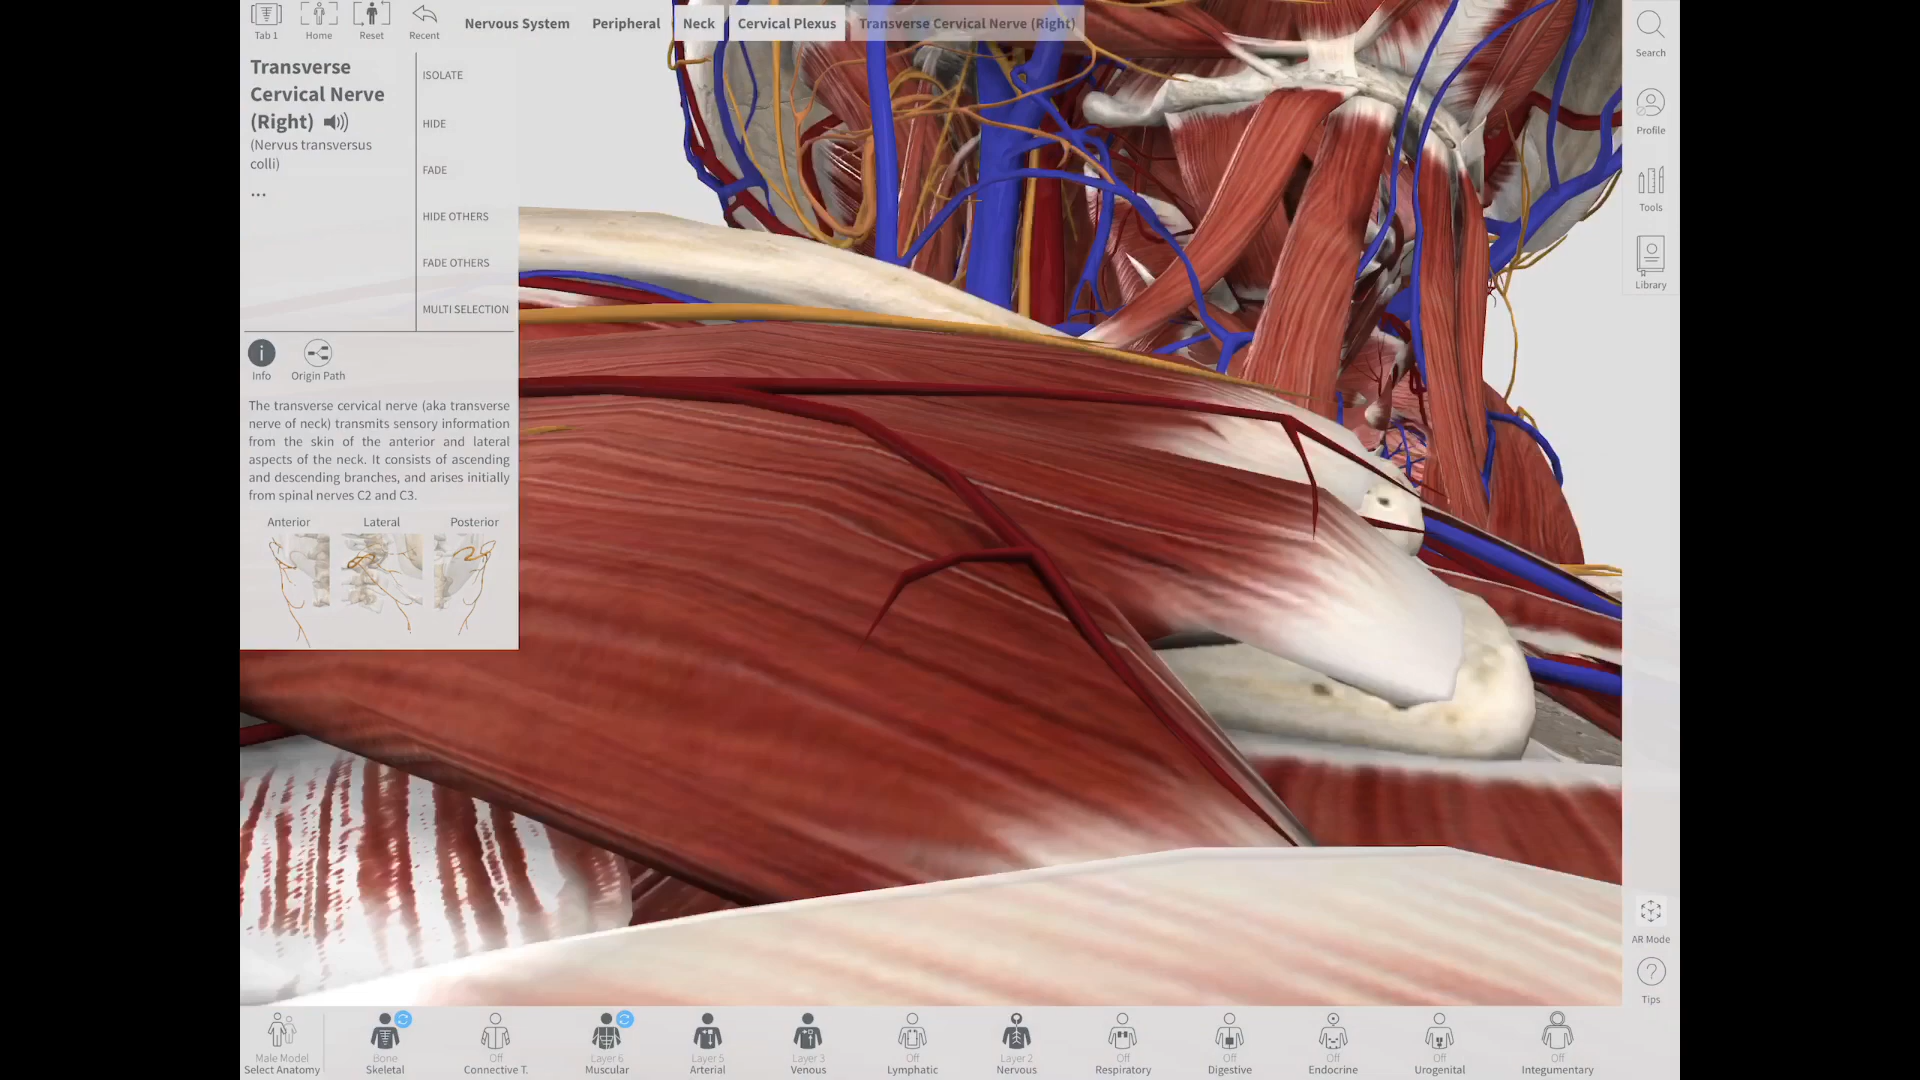 Tab 1
Home
Reset
Recent
Nervous System
Peripheral
Neck
Cervical Plexus
Transverse Cervical Nerve (Right)
Transverse
Cervical Nerve
(Right)
(Nervus transversus
colli)
...
ISOLATE
HIDE
FADE
HIDE OTHERS
FADE OTHERS
MULTI SELECTION
Info
Origin Path
The transverse cervical nerve (aka transverse
nerve of neck) transmits sensory information
from the skin of the anterior and lateral
aspects of the neck. It consists of ascending
and descending branches, and arises initially
from spinal nerves C2 and C3.
Anterior
Lateral
Posterior
Search
Profile
Tools
Library
AR Mode
Tips
Male Model
Select Anatomy
Bone
Skeletal
Off
Connective T.
Layer 6
Muscular
Layer 5
Arterial
Layer 3
Venous
Off
Lymphatic
Layer 2
Nervous
Off
Respiratory
Off
Digestive
Off
Endocrine
Off
Urogenital
Off
Integumentary